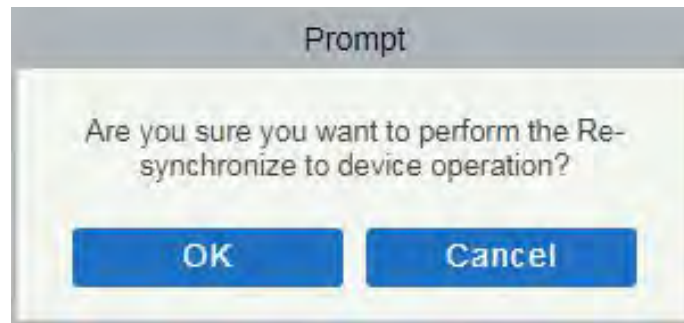 Prompt
Are you sure you want to perform the Re-
synchronize to device operation?
OK
Cancel